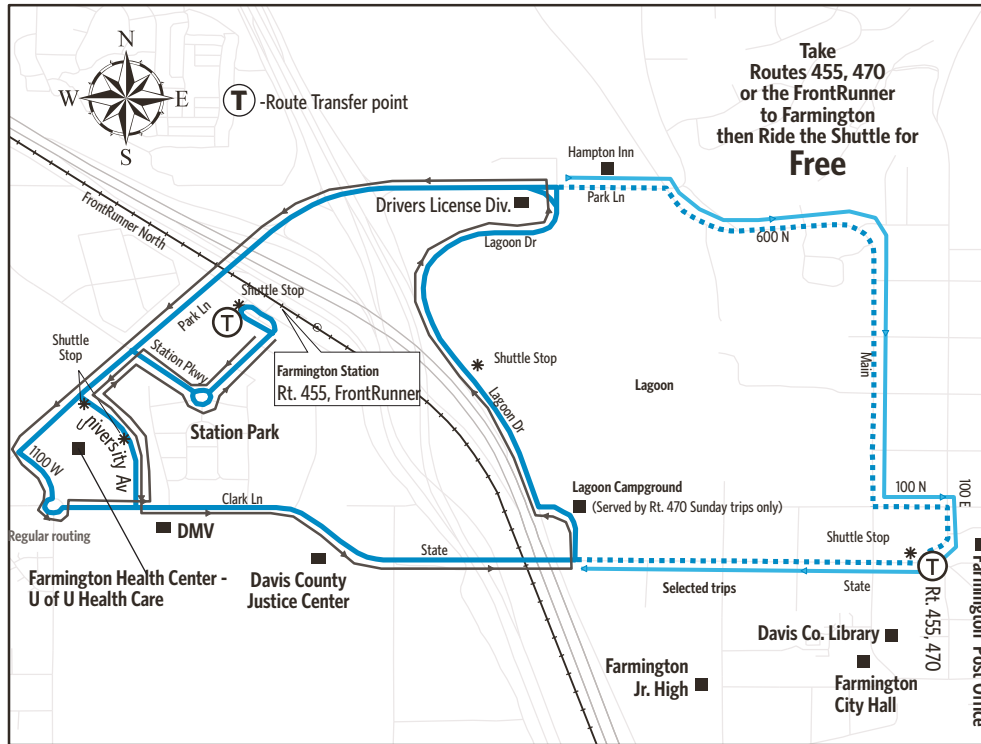 N
W
E
S
T -Route Transfer point
Take
Routes 455, 470
or the FrontRunner
to Farmington
then Ride the Shuttle for
Free
Hampton Inn
Park Ln
Drivers License Div.
Lagoon Dr
600 N
FrontRunner North
Shuttle Stop
Park Ln
T
Shuttle
Stop
Station Pkwy
Farmington Station
Rt. 455, FrontRunner
Shuttle Stop
Lagoon
Main
Lagoon Dr
Station Park
University Av
1100 W
Clark Ln
Lagoon Campground
(Served by Rt. 470 Sunday trips only)
100 N
100 E
Regular routing
DMV
State
Shuttle Stop
T
Farmington Health Center -
U of U Health Care
Davis County
Justice Center
Selected trips
State
Rt. 455, 470
Farmington Post Office
Davis Co. Library
Farmington
Jr. High
Farmington
City Hall